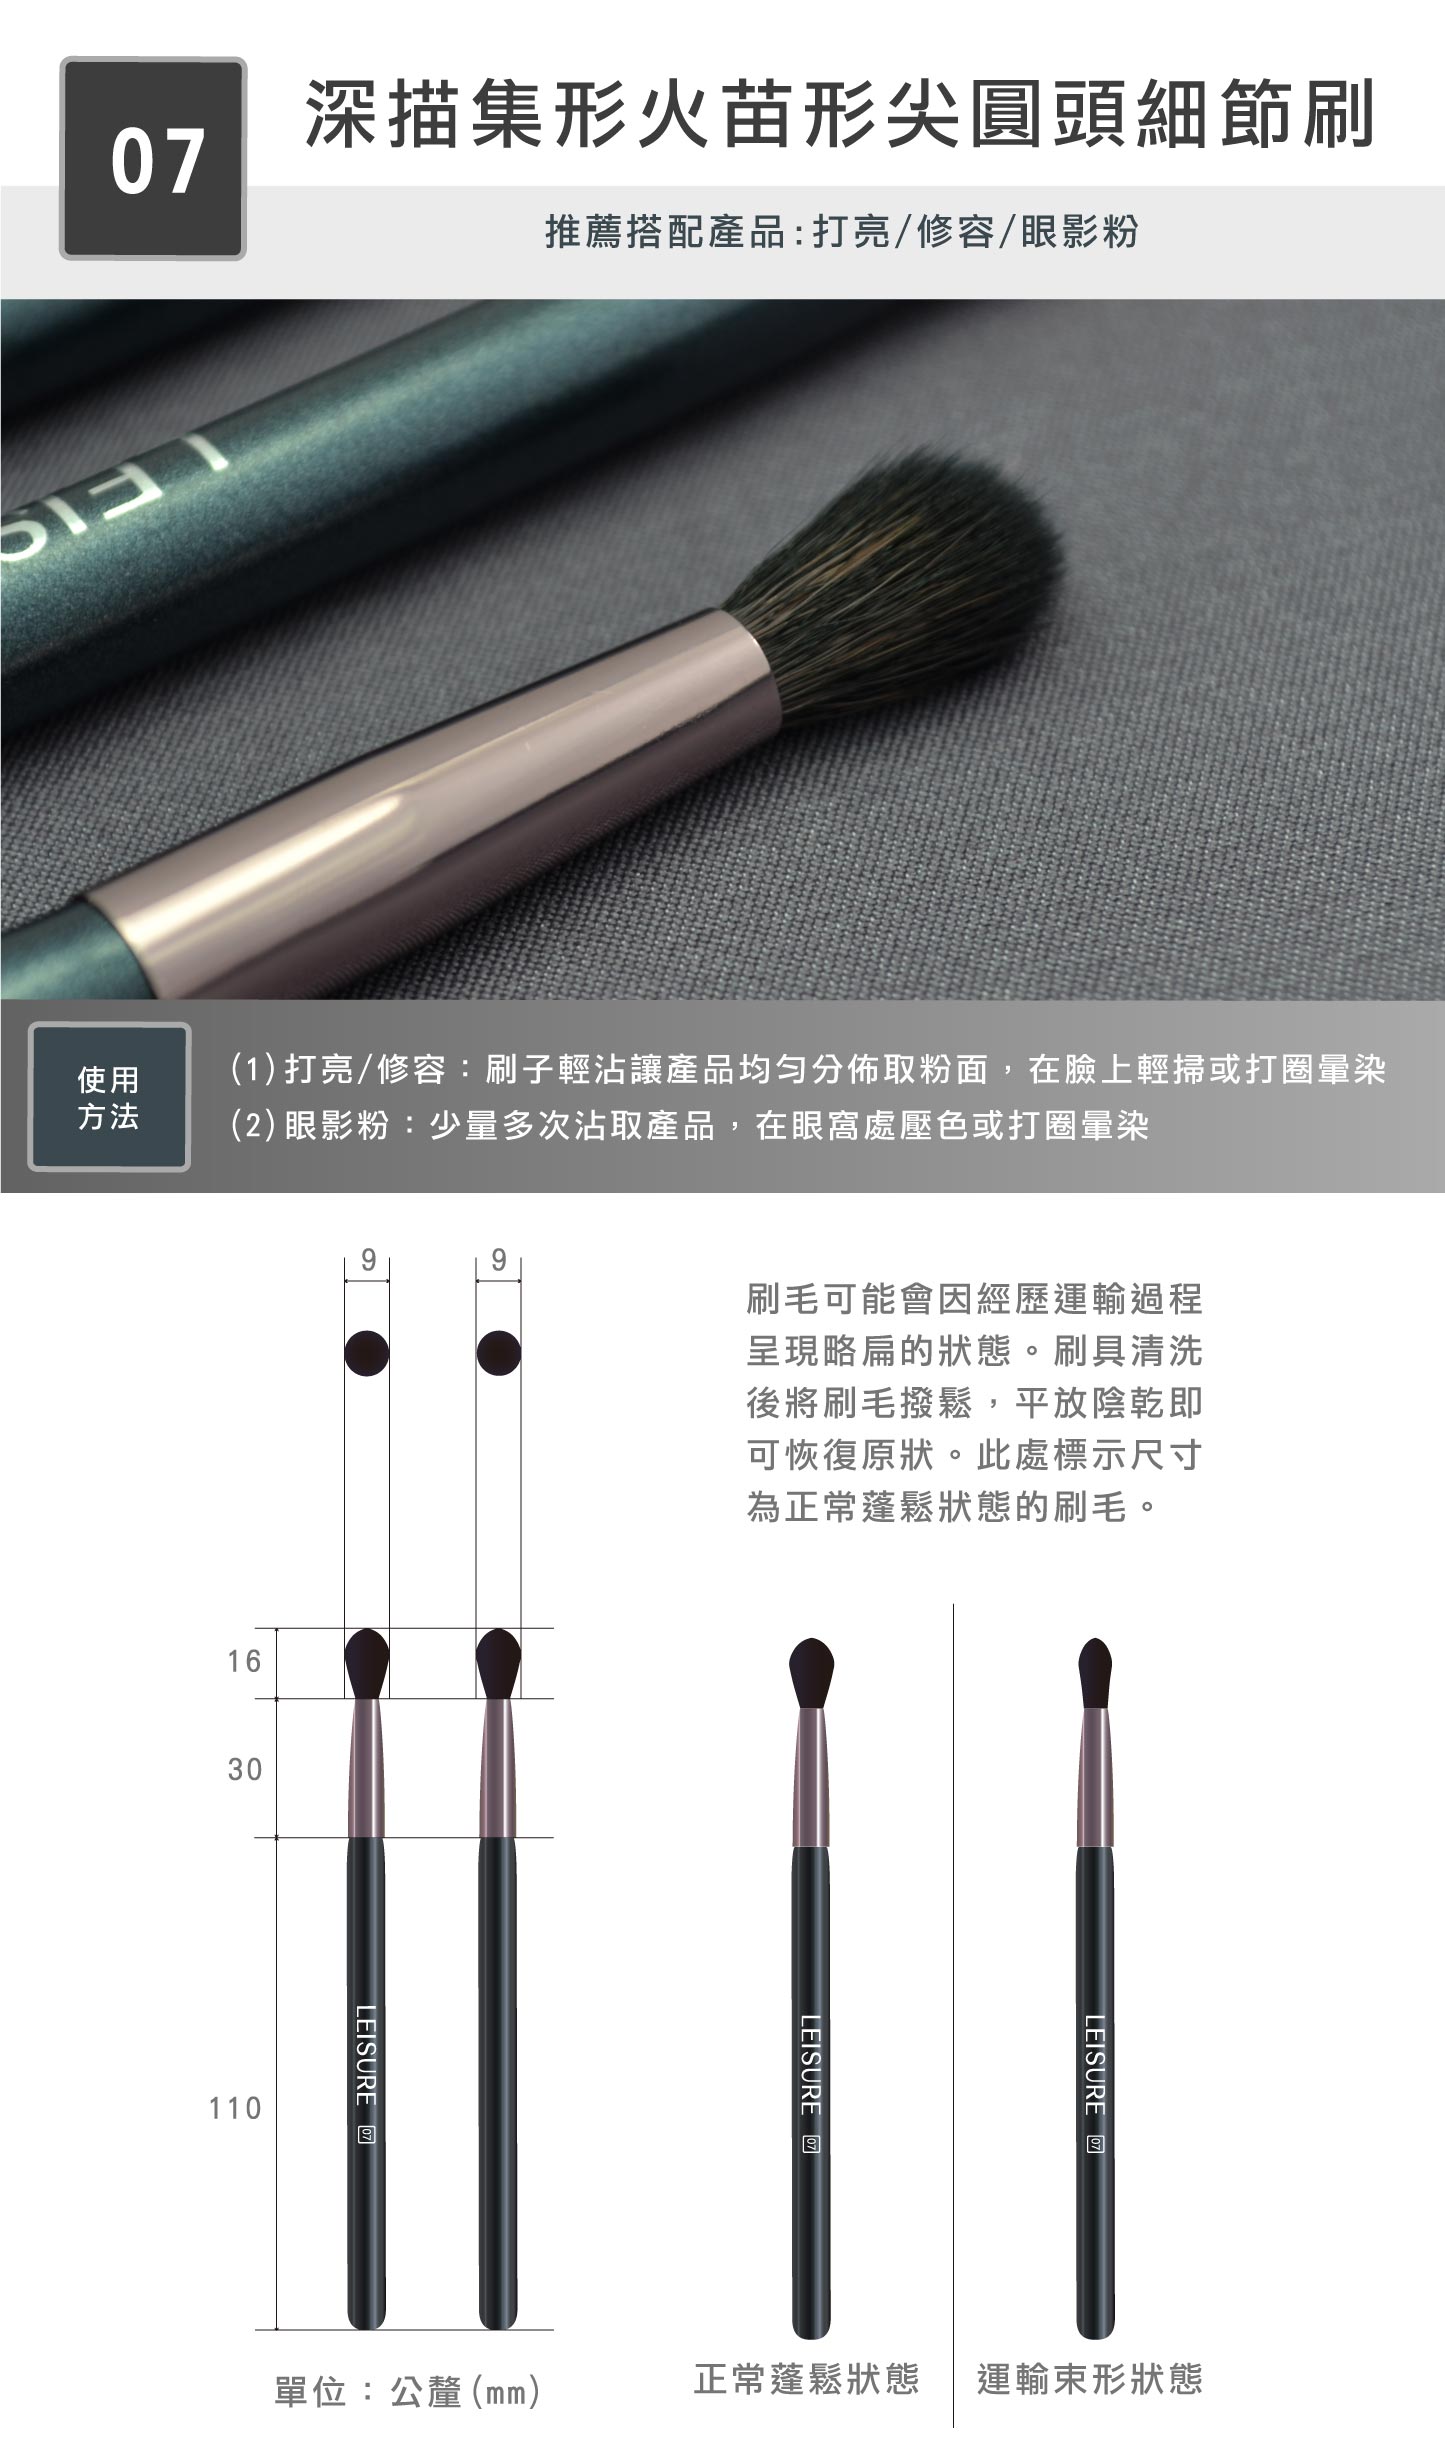 07
深描集形火苗形尖圓頭細節刷
推薦搭配產品:打亮/修容/眼影粉
LEIS
使用
方法
(1)打亮/修容：刷子輕沾讓產品均勻分佈取粉面，在臉上輕掃或打圈暈染
(2)眼影粉：少量多次沾取產品，在眼窩處壓色或打圈暈染
9
9
刷毛可能會因經歷運輸過程
呈現略扁的狀態。刷具清洗
後將刷毛撥鬆，平放陰乾即
可恢復原狀。此處標示尺寸
為正常蓬鬆狀態的刷毛。
16
30
110
LEISURE 07
LEISURE 07
LEISURE 07
單位：公釐(mm)
正常蓬鬆狀態
運輸束形狀態